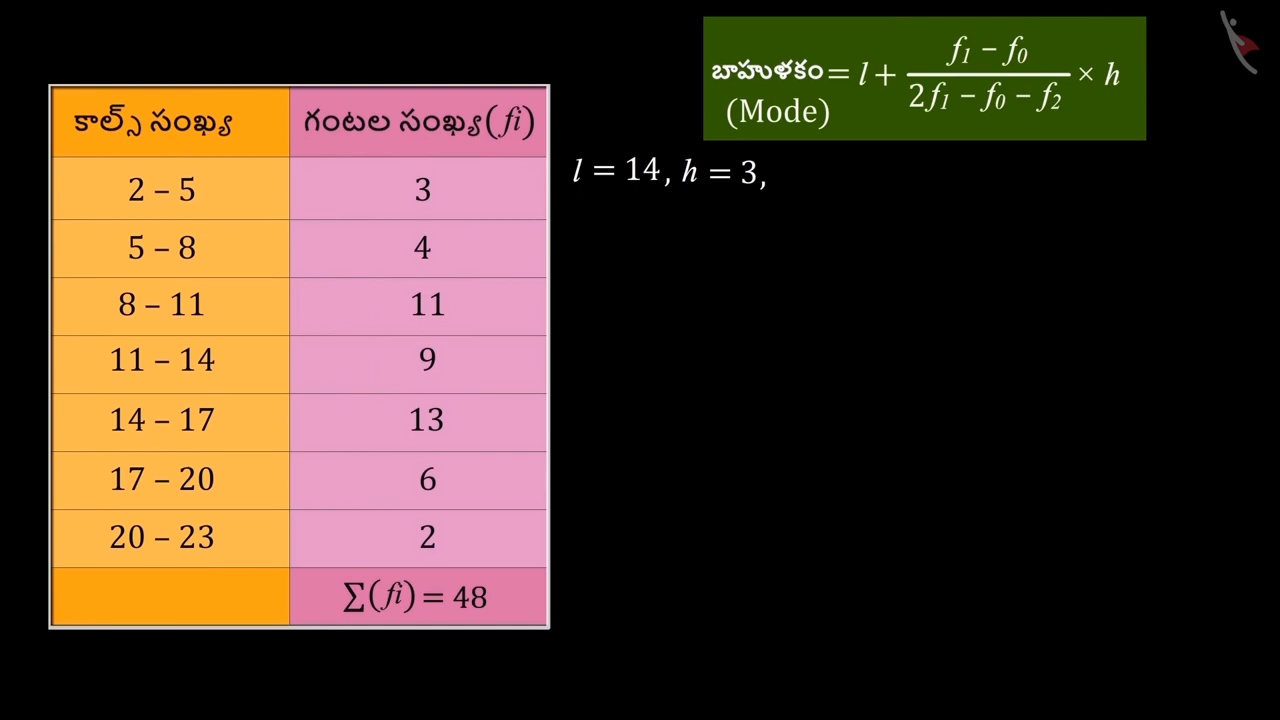 బాహుళకం = l + \frac{f₁ − f₀}{2f₁ − f₀ − f₂} × h
(Mode)
కాల్స్ సంఖ్య గంటల సంఖ్య (fi)
2 – 5 3
5 – 8 4
8 – 11 11
11 – 14 9
14 – 17 13
17 – 20 6
20 – 23 2
∑(fi) = 48
l = 14, h = 3,